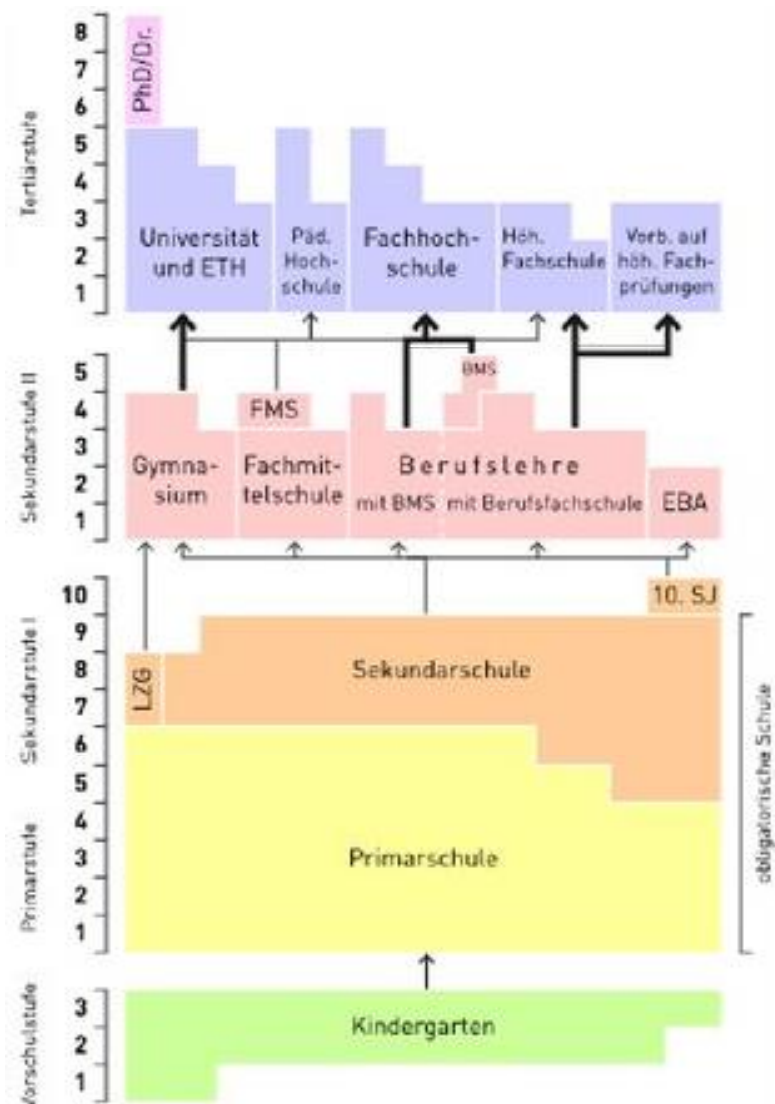 Tertiärstufe
8
7
6
5
4
3
2
1
PhD/Dr.
Universität
und ETH
Päd.
Hoch-
schule
Fachhoch-
schule
Höh.
Fachschule
Vorb. auf
höh. Fach-
prüfungen
Sekundarstufe II
5
4
3
2
1
BMS
FMS
Gymna-
sium
Fachmit-
telschule
Berufslehre
mit BMS
mit Berufsfachschule
EBA
Sekundarstufe I
10
9
8
7
6
5
10. SJ
LZG
Sekundarschule
obligatorische Schule
Primarstufe
4
3
2
1
Primarschule
Vorschulstufe
3
2
1
Kindergarten